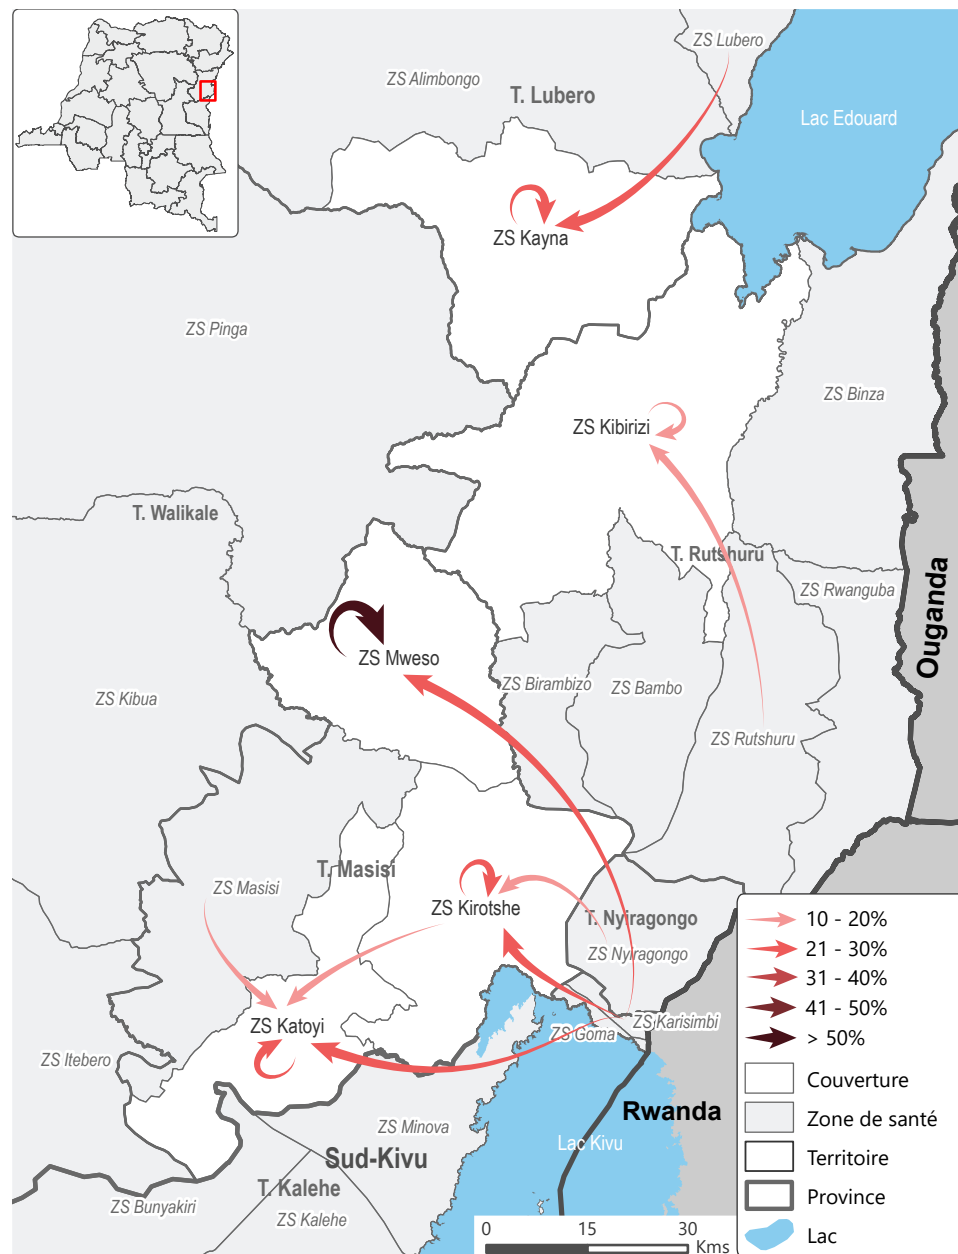 ZS Lubero
ZS Alimbongo
T. Lubero
Lac Edouard
ZS Kayna
ZS Pinga
ZS Binza
ZS Kibirizi
T. Walikale
T. Rutshuru
ZS Rwanguba
Ouganda
ZS Mweso
ZS Birambizo
ZS Bambo
ZS Kibua
ZS Rutshuru
T. Masisi
ZS Masisi
ZS Kirotshe
T. Nyiragongo
ZS Nyiragongo
ZS Katoyi
ZS Goma
ZS Karisimbi
ZS Itebero
Rwanda
ZS Minova
Lac Kivu
Sud-Kivu
T. Kalehe
ZS Bunyakiri
ZS Kalehe
10 - 20%
21 - 30%
31 - 40%
41 - 50%
> 50%
Couverture
Zone de santé
Territoire
Province
Lac
0 15 30
Kms